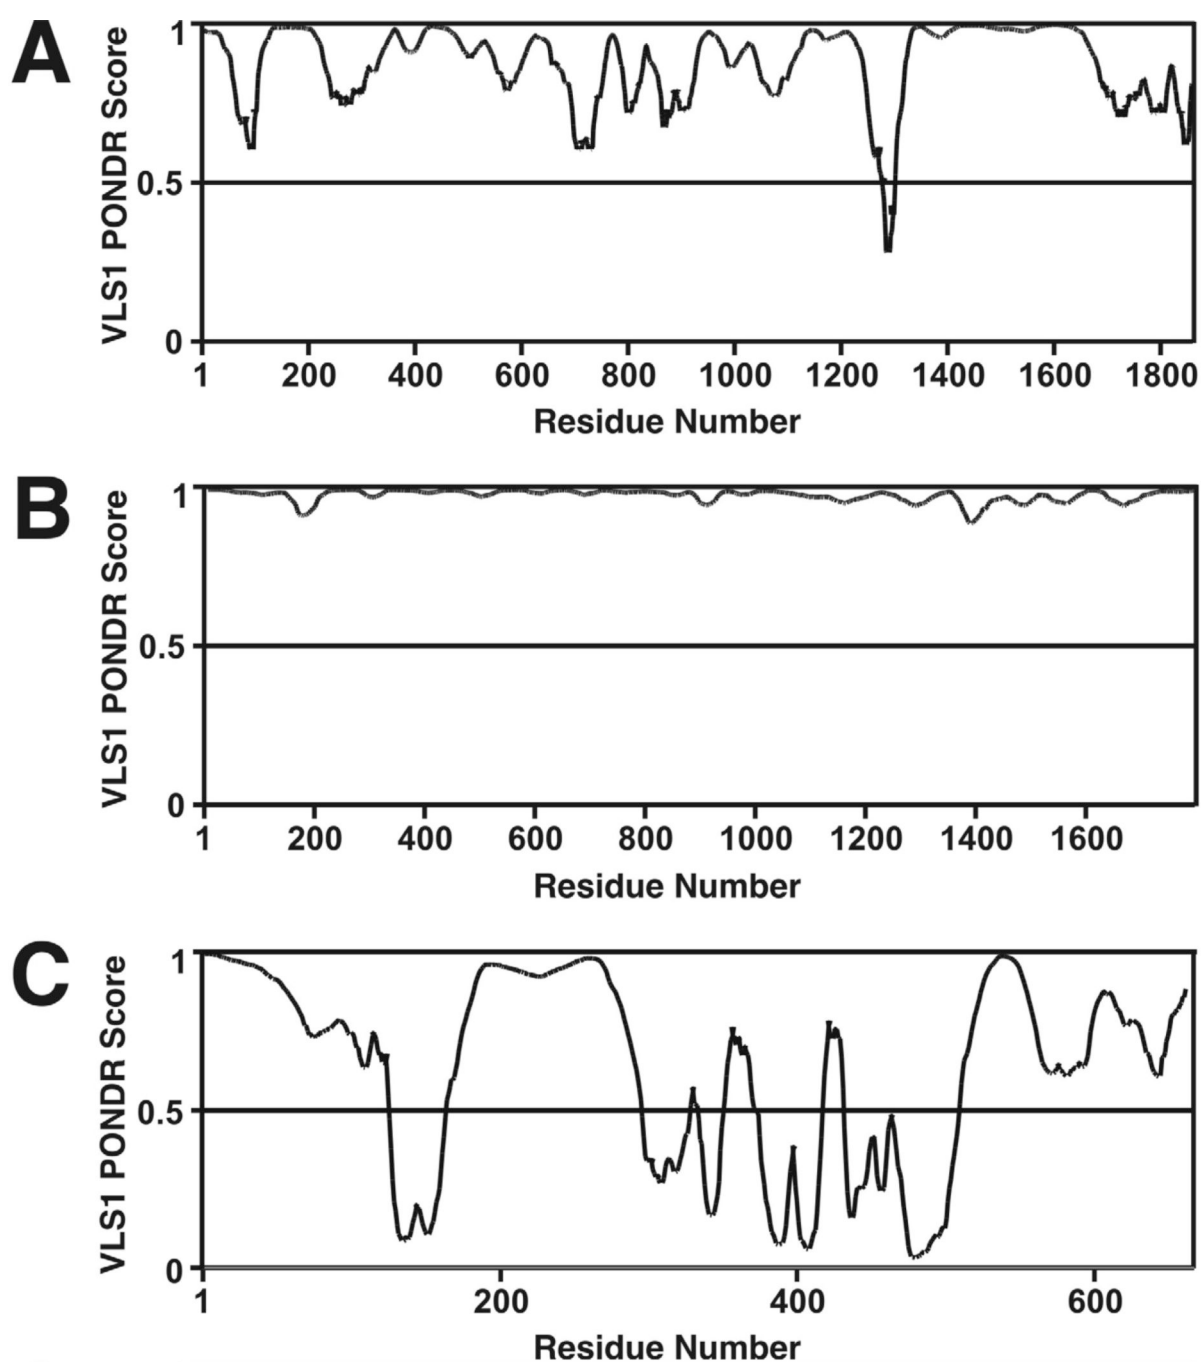 A
VLS1 PONDR Score
1
0.5
0
1 200 400 600 800 1000 1200 1400 1600 1800
Residue Number
B
VLS1 PONDR Score
1
0.5
0
1 200 400 600 800 1000 1200 1400 1600
Residue Number
C
VLS1 PONDR Score
1
0.5
0
1 200 400 600
Residue Number